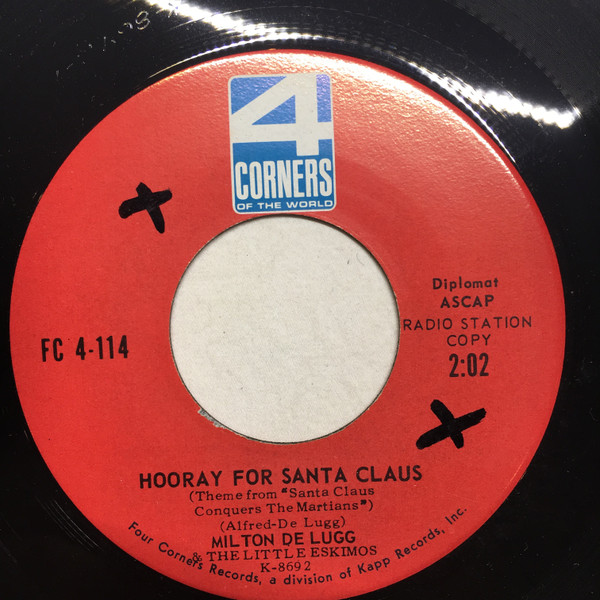 4
CORNERS
OF THE WORLD
Diplomat
ASCAP
RADIO STATION
COPY
2:02
FC 4-114
HOORAY FOR SANTA CLAUS
(Theme from "Santa Claus
Conquers The Martians")
(Alfred-De Lugg)
MILTON DE LUGG
& THE LITTLE ESKIMOS
K-8692
Four Corners Records, a division of Kapp Records, Inc.